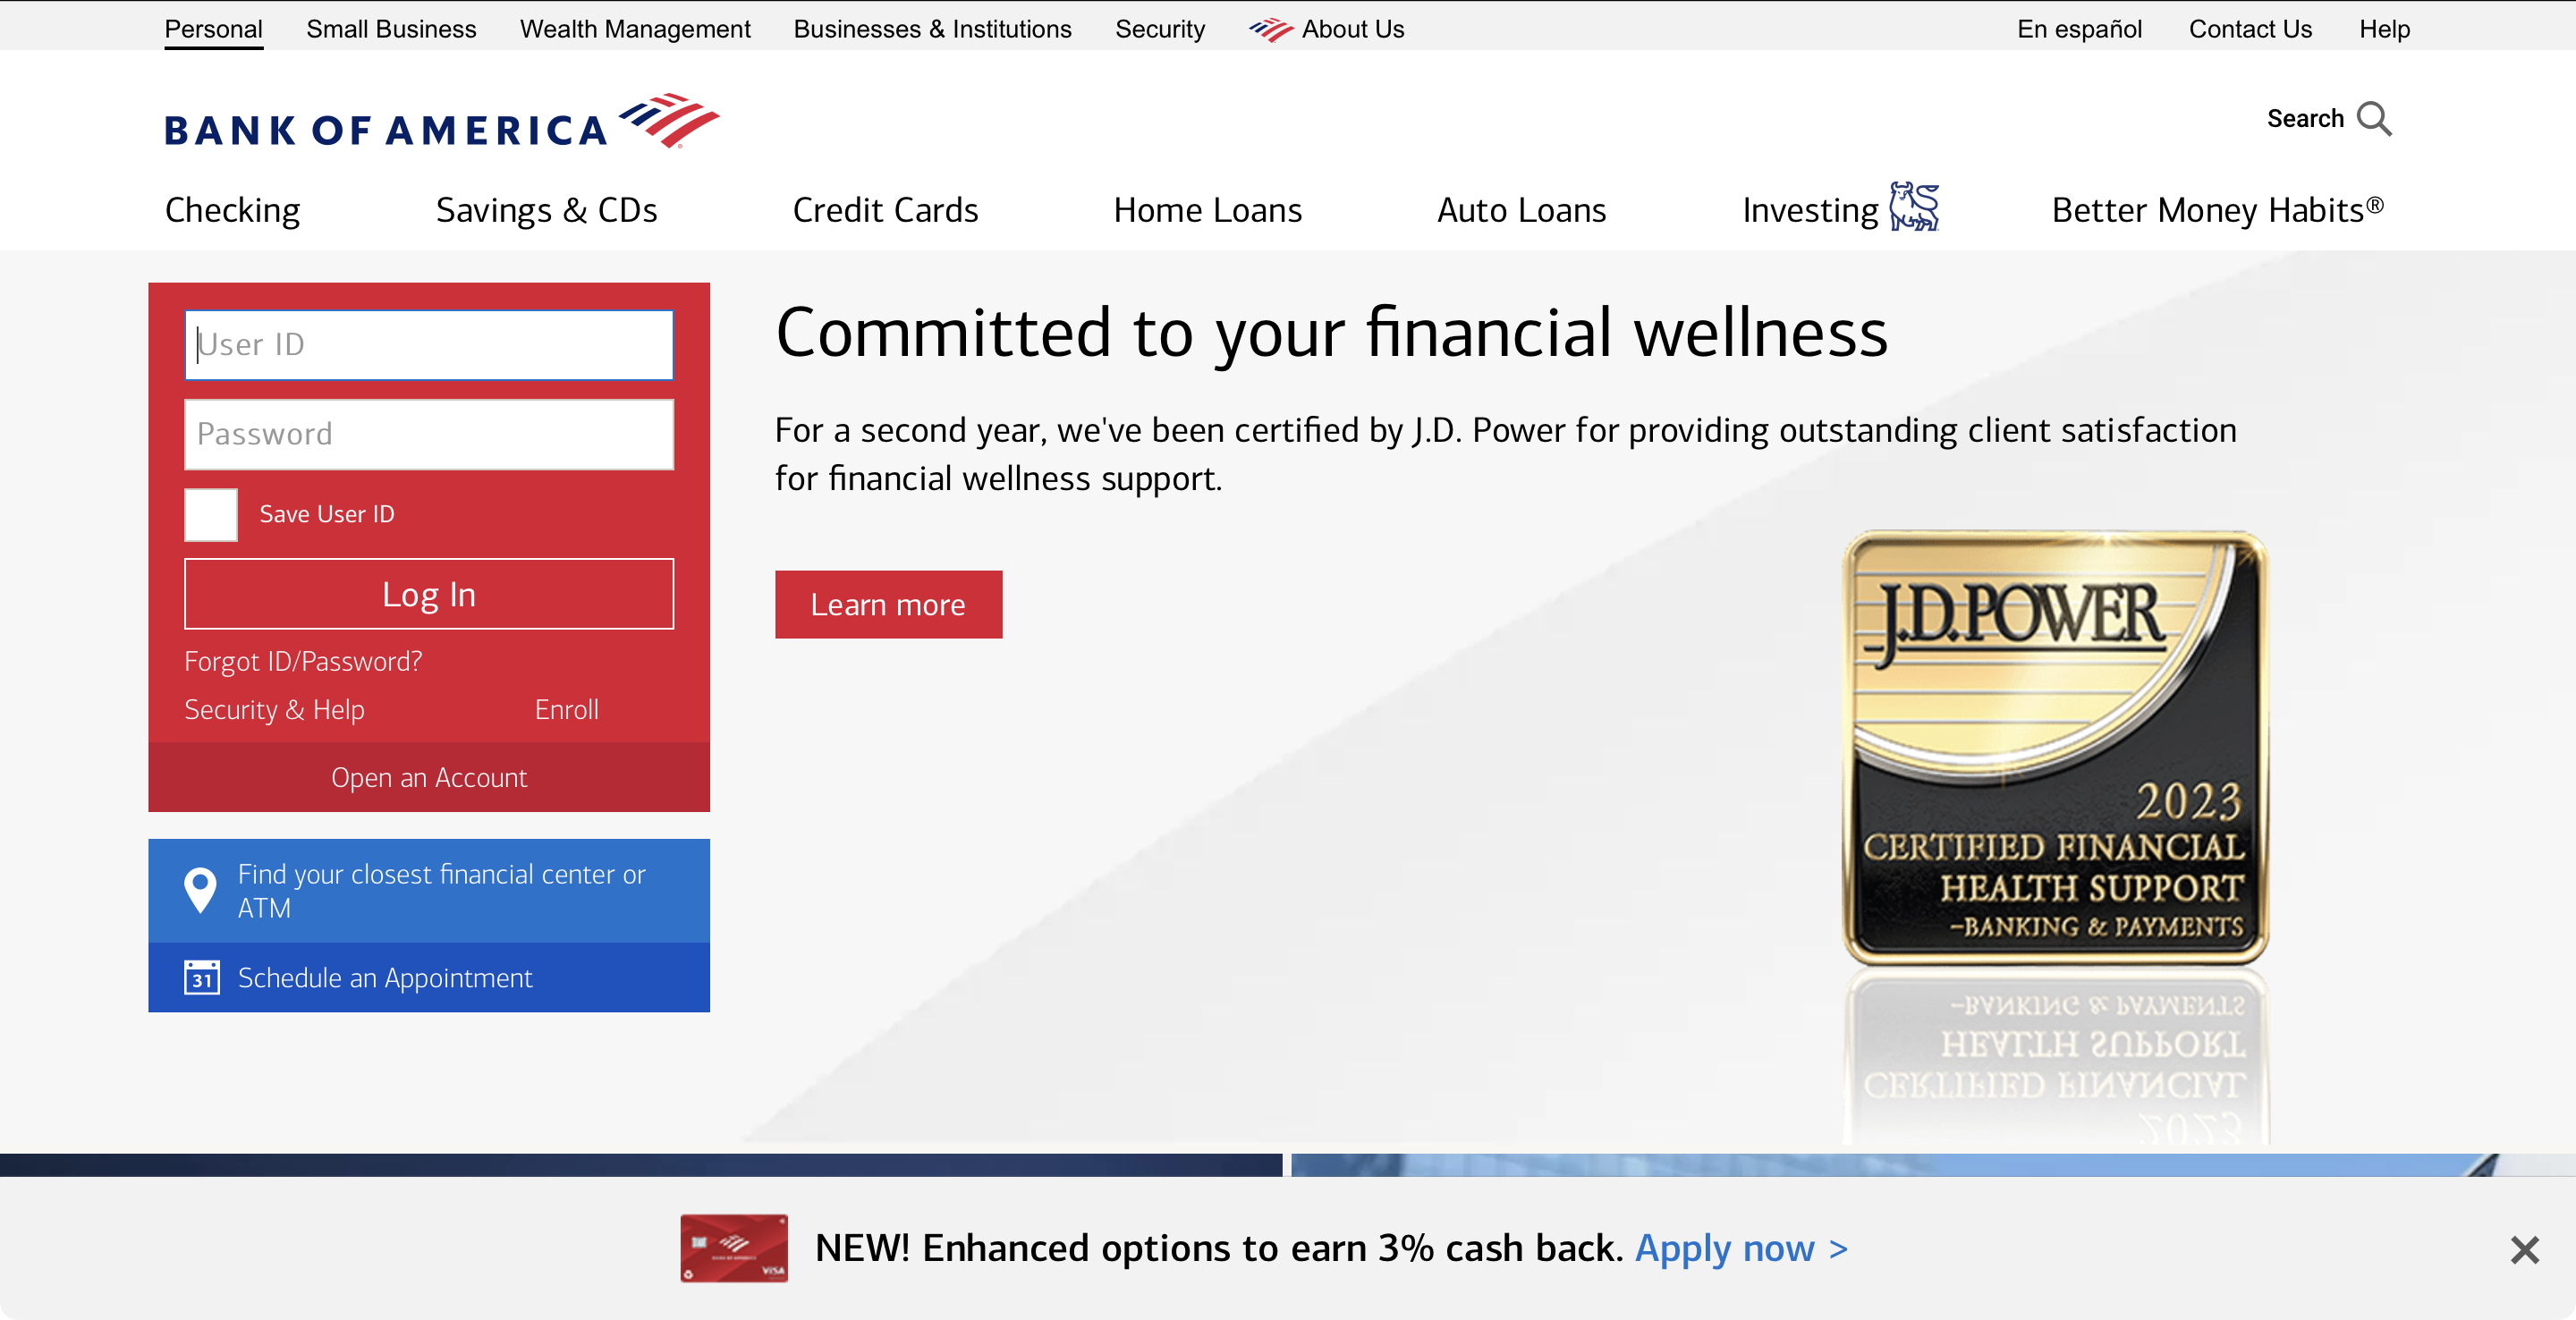 Personal Small Business Wealth Management Businesses & Institutions Security About Us En español Contact Us Help
BANK OF AMERICA
Search
Checking Savings & CDs Credit Cards Home Loans Auto Loans Investing Better Money Habits®
User ID
Password
Save User ID
Log In
Forgot ID/Password?
Security & Help Enroll
Open an Account
Find your closest financial center or
ATM
31 Schedule an Appointment
Committed to your financial wellness
For a second year, we've been certified by J.D. Power for providing outstanding client satisfaction
for financial wellness support.
Learn more
J.D.POWER
2023
CERTIFIED FINANCIAL
HEALTH SUPPORT
–BANKING & PAYMENTS
VISA
NEW! Enhanced options to earn 3% cash back. Apply now >